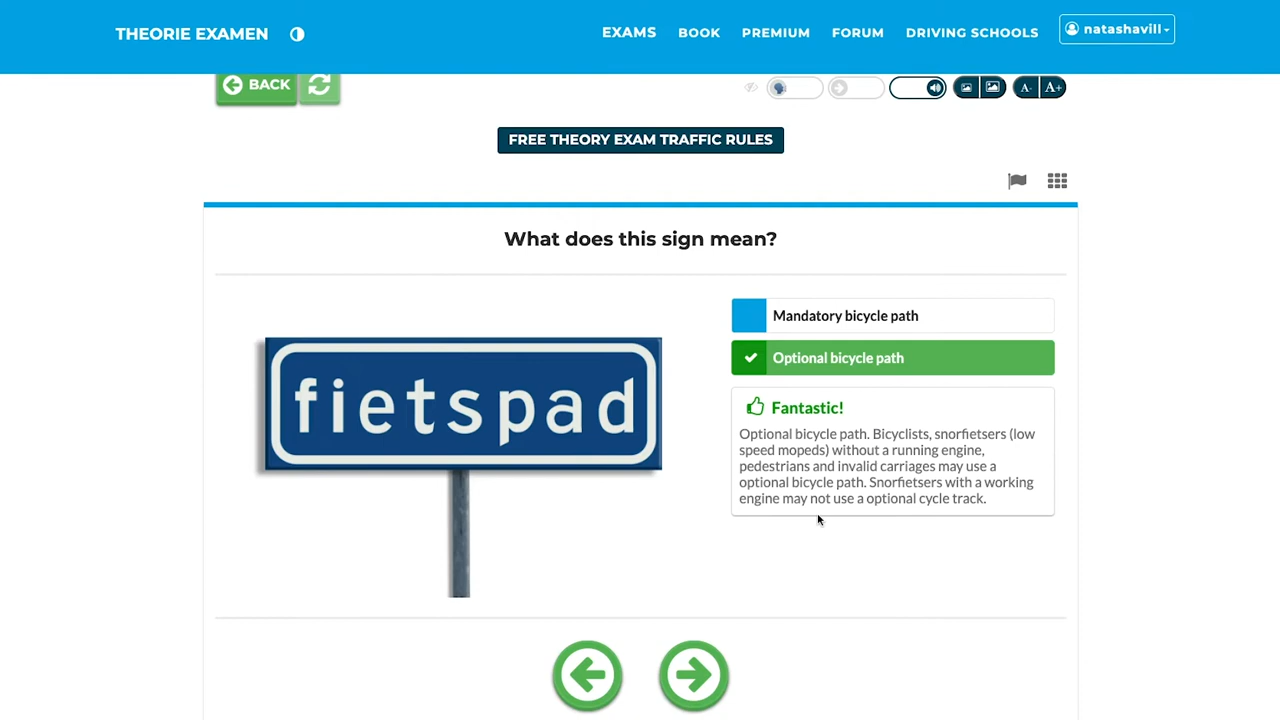 THEORIE EXAMEN
EXAMS BOOK PREMIUM FORUM DRIVING SCHOOLS natashavill
BACK
A- A+
FREE THEORY EXAM TRAFFIC RULES
What does this sign mean?
fietspad
Mandatory bicycle path
Optional bicycle path
Fantastic!
Optional bicycle path. Bicyclists, snorfietsers (low
speed mopeds) without a running engine,
pedestrians and invalid carriages may use a
optional bicycle path. Snorfietsers with a working
engine may not use a optional cycle track.